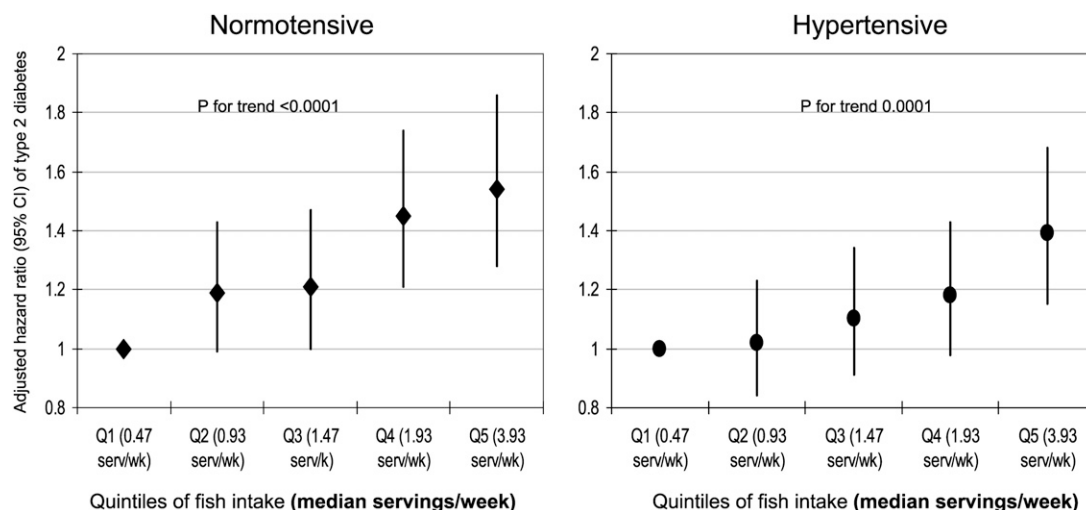 Normotensive
Adjusted hazard ratio (95% CI) of type 2 diabetes
2
1.8
1.6
1.4
1.2
1
0.8
P for trend <0.0001
Q1 (0.47 Q2 (0.93 Q3 (1.47 Q4 (1.93 Q5 (3.93
serv/wk) serv/wk) serv/k) serv/wk) serv/wk)
Quintiles of fish intake (median servings/week)
Hypertensive
2
1.8
1.6
1.4
1.2
1
0.8
P for trend 0.0001
Q1 (0.47 Q2 (0.93 Q3 (1.47 Q4 (1.93 Q5 (3.93
serv/wk) serv/wk) serv/wk) serv/wk) serv/wk)
Quintiles of fish intake (median servings/week)